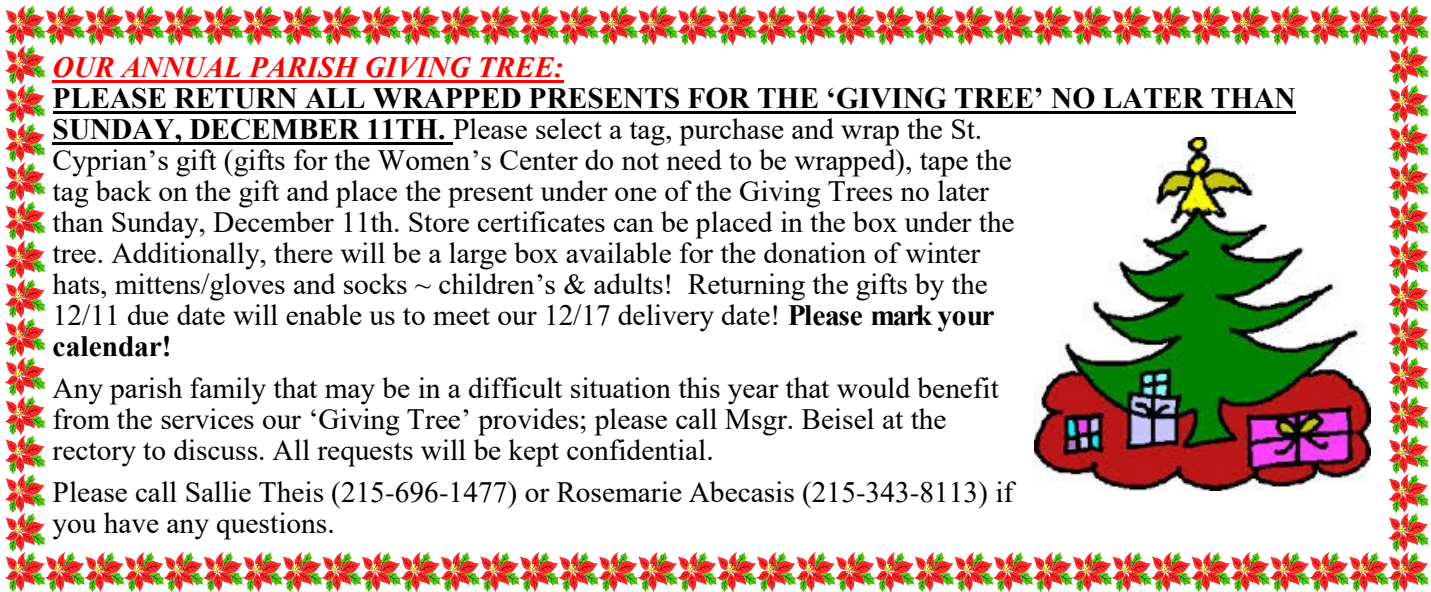 OUR ANNUAL PARISH GIVING TREE:
PLEASE RETURN ALL WRAPPED PRESENTS FOR THE ‘GIVING TREE’ NO LATER THAN
SUNDAY, DECEMBER 11TH. Please select a tag, purchase and wrap the St.
Cyprian’s gift (gifts for the Women’s Center do not need to be wrapped), tape the
tag back on the gift and place the present under one of the Giving Trees no later
than Sunday, December 11th. Store certificates can be placed in the box under the
tree. Additionally, there will be a large box available for the donation of winter
hats, mittens/gloves and socks ~ children’s & adults!  Returning the gifts by the
12/11 due date will enable us to meet our 12/17 delivery date! Please mark your
calendar!
Any parish family that may be in a difficult situation this year that would benefit
from the services our ‘Giving Tree’ provides; please call Msgr. Beisel at the
rectory to discuss. All requests will be kept confidential.
Please call Sallie Theis (215-696-1477) or Rosemarie Abecasis (215-343-8113) if
you have any questions.